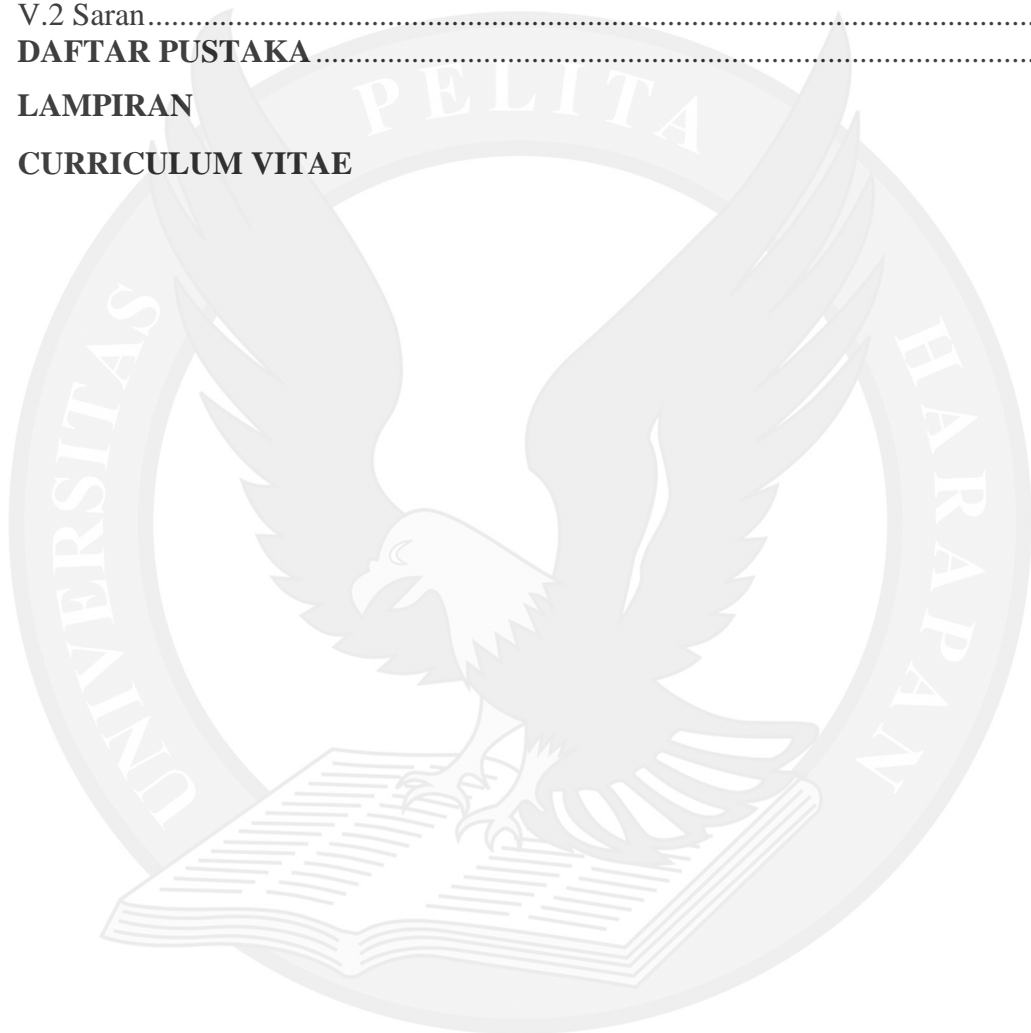 V.2 Saran........................................................................................................................
DAFTAR PUSTAKA........................................................................................................
LAMPIRAN
CURRICULUM VITAE
UNIVERSITAS PELITA HARAPAN